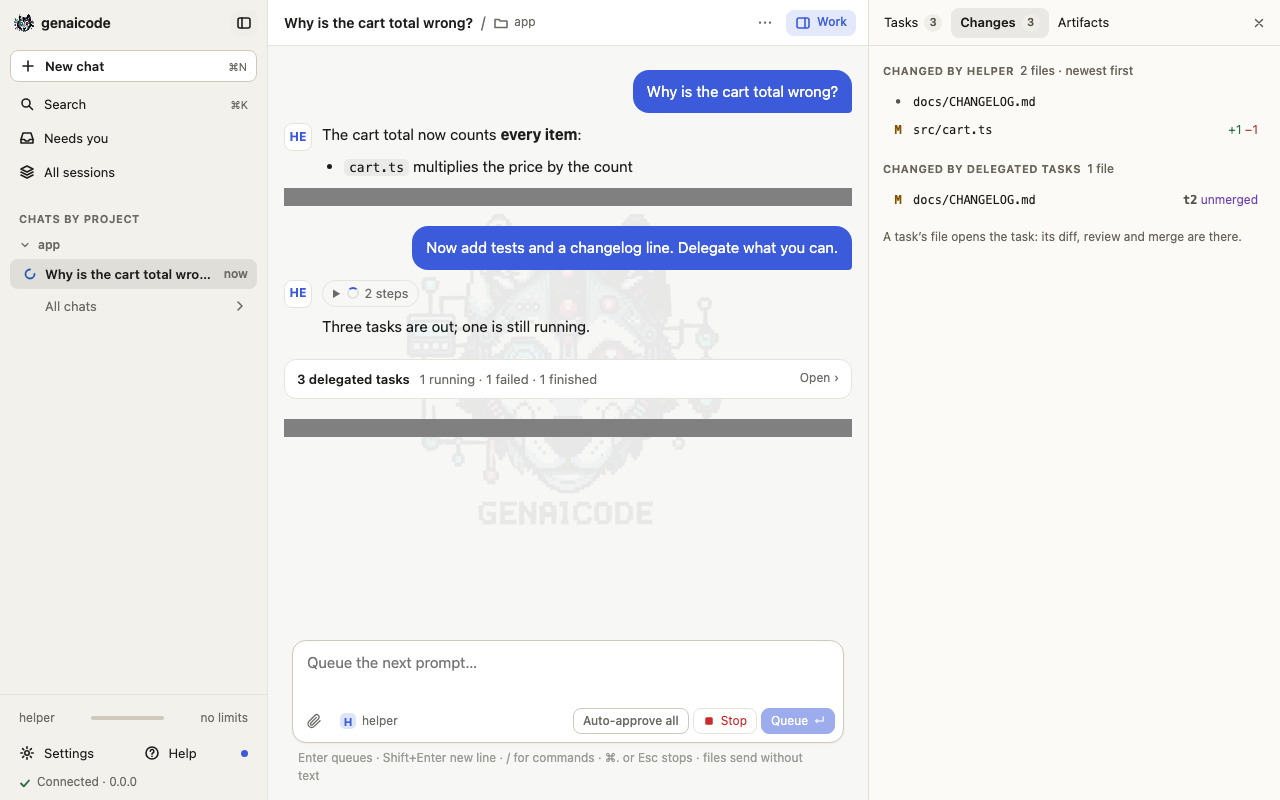 genaicode
New chat ⌘N
Search ⌘K
Needs you
All sessions
CHATS BY PROJECT
app
Why is the cart total wro... now
All chats
helper no limits
Settings Help
Connected · 0.0.0
Why is the cart total wrong? / app
··· Work
Why is the cart total wrong?
HE The cart total now counts every item:
• cart.ts multiplies the price by the count
Now add tests and a changelog line. Delegate what you can.
HE 2 steps
Three tasks are out; one is still running.
3 delegated tasks 1 running · 1 failed · 1 finished Open ›
GENAICODE
Queue the next prompt...
H helper Auto-approve all Stop Queue ↵
Enter queues · Shift+Enter new line · / for commands · ⌘. or Esc stops · files send without
text
Tasks 3 Changes 3 Artifacts ×
CHANGED BY HELPER 2 files · newest first
• docs/CHANGELOG.md
M src/cart.ts +1 −1
CHANGED BY DELEGATED TASKS 1 file
M docs/CHANGELOG.md t2 unmerged
A task’s file opens the task: its diff, review and merge are there.